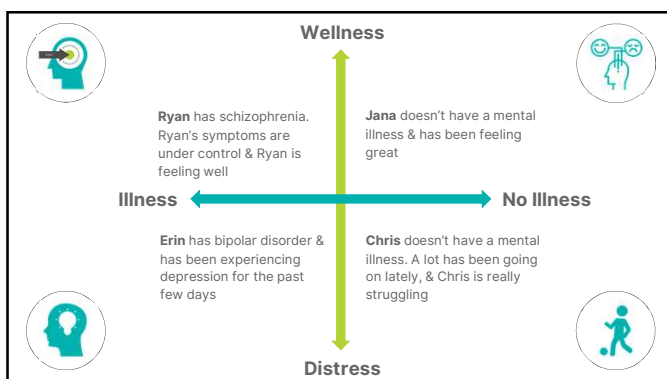 Wellness
Ryan has schizophrenia.
Ryan's symptoms are
under control & Ryan is
feeling well
Jana doesn't have a mental
illness & has been feeling
great
Illness
No Illness
Erin has bipolar disorder &
has been experiencing
depression for the past
few days
Chris doesn't have a mental
illness. A lot has been going
on lately, & Chris is really
struggling
Distress